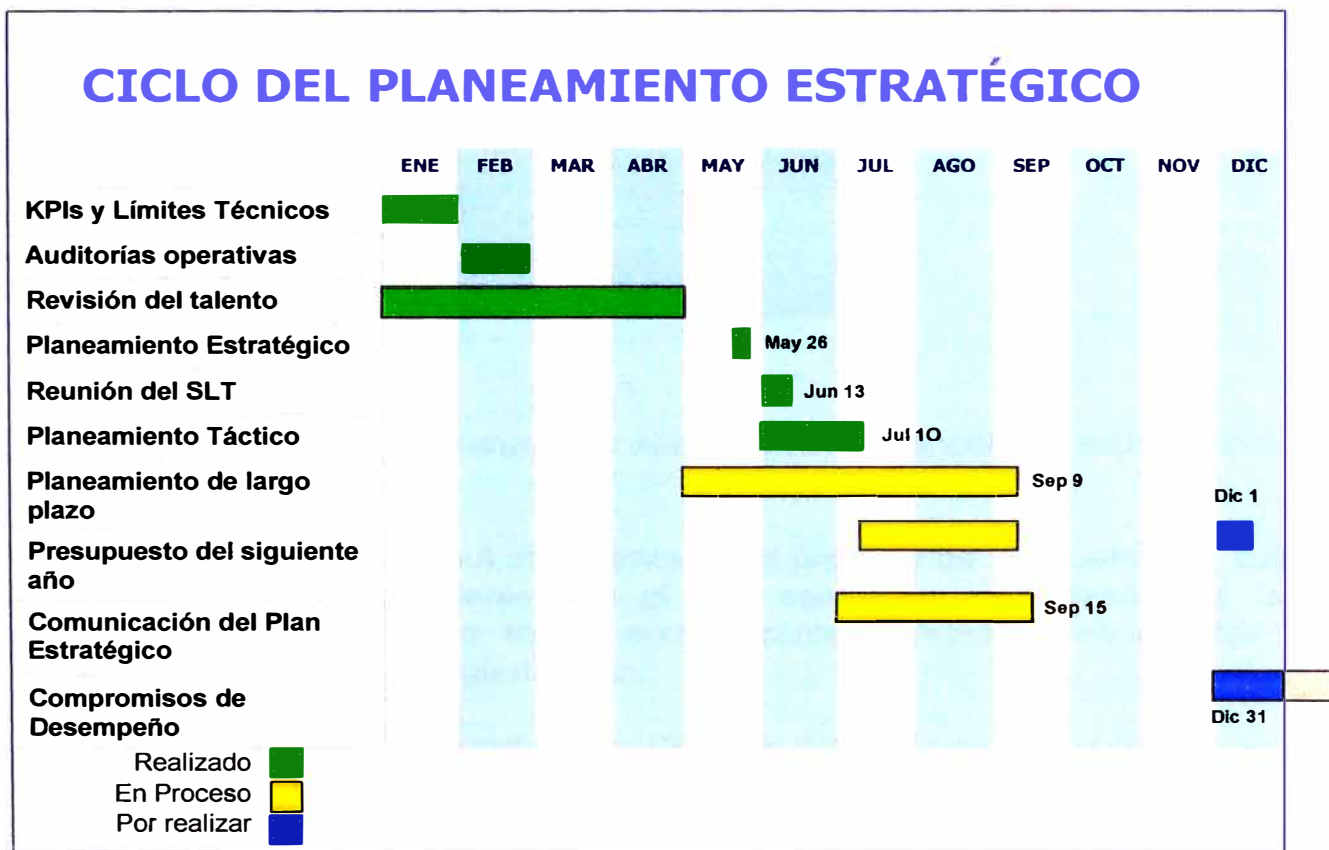 CICLO DEL PLANEAMIENTO ESTRATÉGICO
ENE FEB MAR ABR MAY JUN JUL AGO SEP OCT NOV DIC
KPIs y Límites Técnicos
Auditorías operativas
Revisión del talento
Planeamiento Estratégico
May 26
Reunión del SLT
Jun 13
Planeamiento Táctico
Jul 10
Planeamiento de largo
plazo
Sep 9
Dic 1
Presupuesto del siguiente
año
Comunicación del Plan
Estratégico
Sep 15
Compromisos de
Desempeño
Dic 31
Realizado
En Proceso
Por realizar